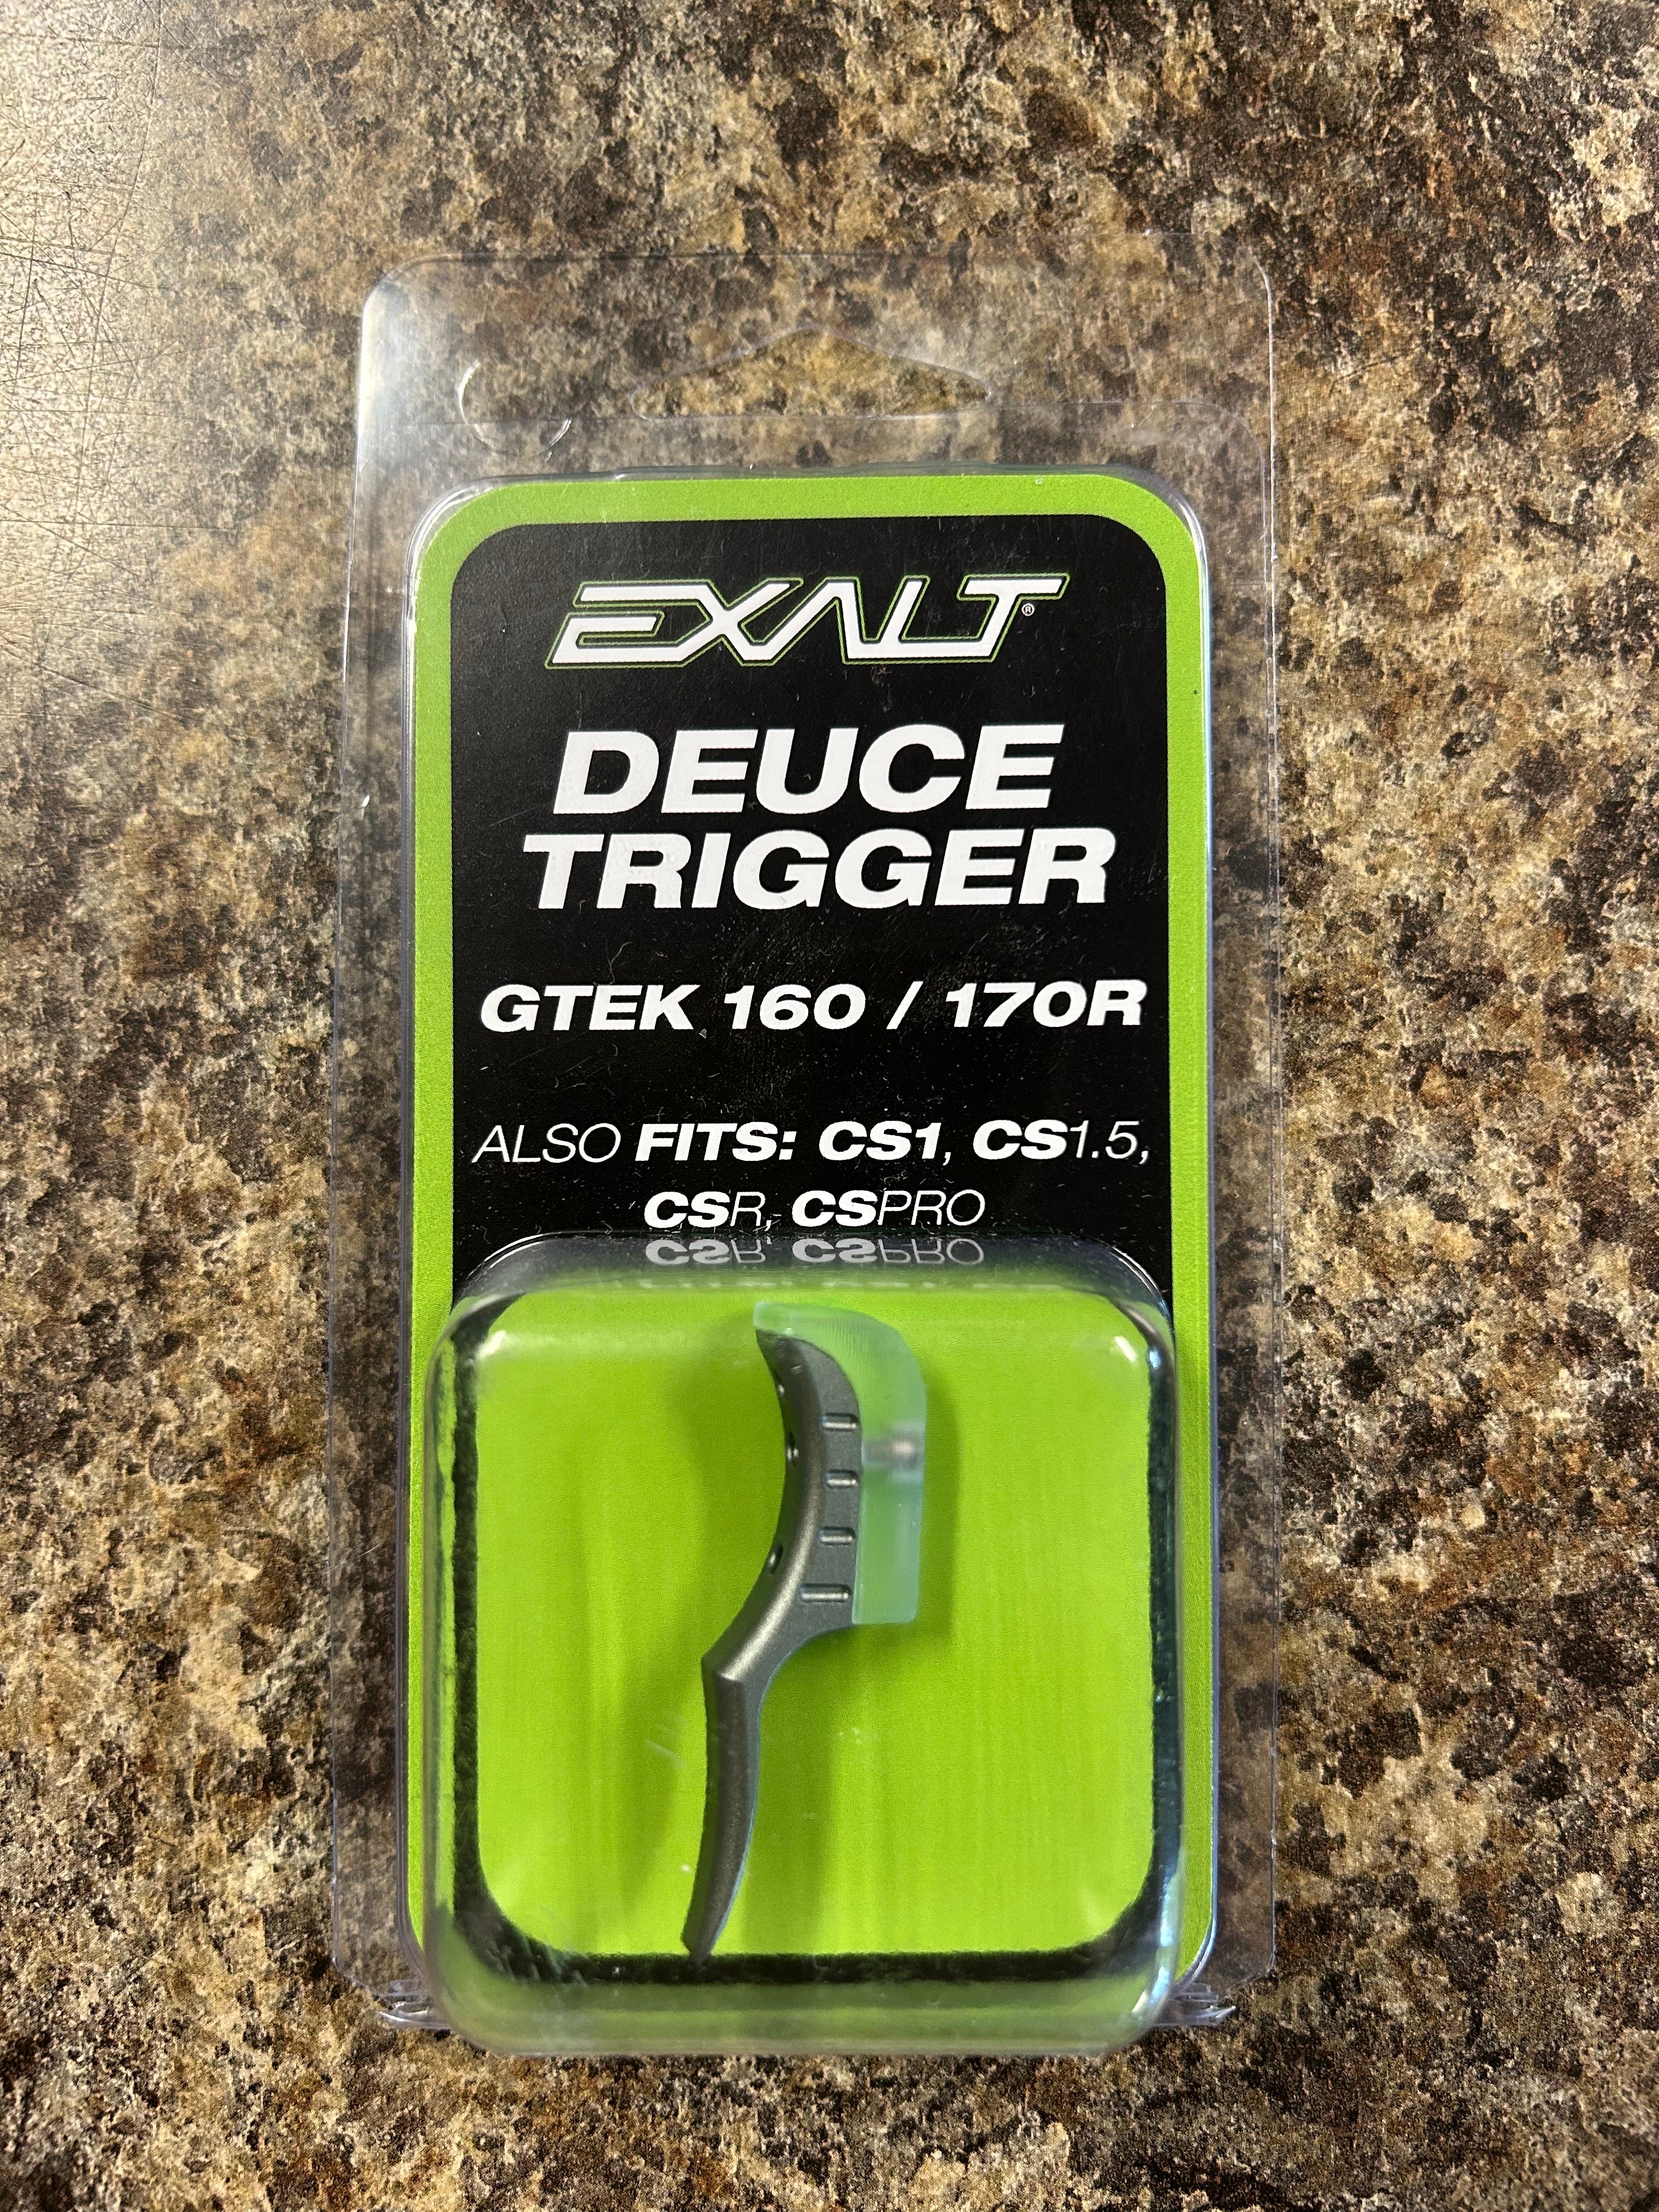 EXALT®
DEUCE
TRIGGER
GTEK 160 / 170R
ALSO FITS: CS1, CS1.5,
CSR, CSPRO